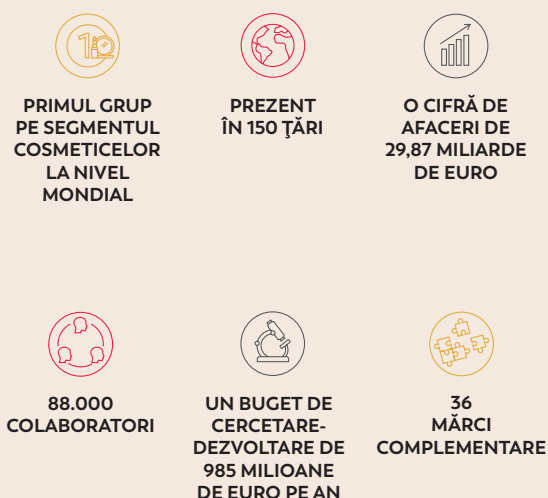 1
PRIMUL GRUP
PE SEGMENTUL
COSMETICELOR
LA NIVEL
MONDIAL
PREZENT
ÎN 150 ŢĂRI
O CIFRĂ DE
AFACERI DE
29,87 MILIARDE
DE EURO
88.000
COLABORATORI
UN BUGET DE
CERCETARE-
DEZVOLTARE DE
985 MILIOANE
DE EURO PE AN
36
MĂRCI
COMPLEMENTARE